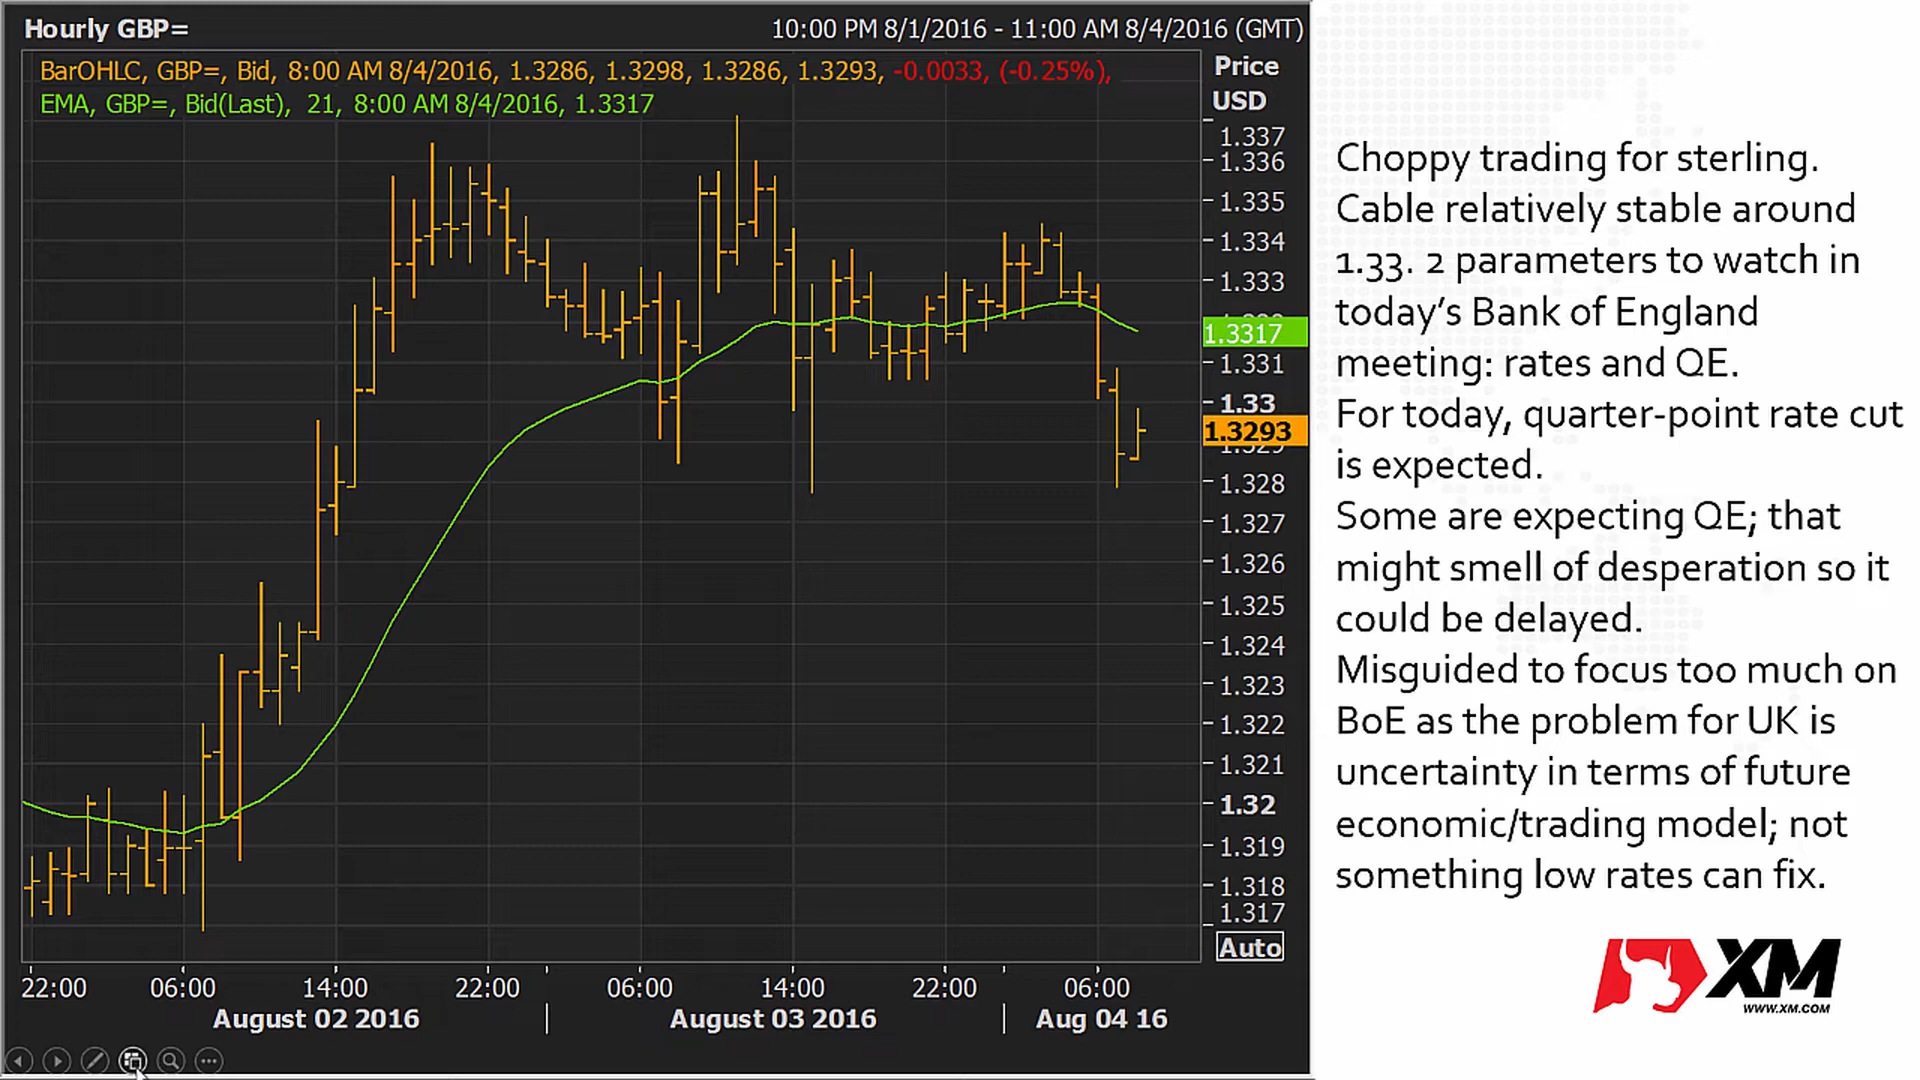 Hourly GBP=
10:00 PM 8/1/2016 - 11:00 AM 8/4/2016 (GMT)
BarOHLC, GBP=, Bid, 8:00 AM 8/4/2016, 1.3286, 1.3298, 1.3286, 1.3293, -0.0033, (-0.25%),
EMA, GBP=, Bid(Last), 21, 8:00 AM 8/4/2016, 1.3317
Price
USD
1.337
1.336
1.335
1.334
1.333
1.3317
1.331
1.33
1.3293
1.328
1.327
1.326
1.325
1.324
1.323
1.322
1.321
1.32
1.319
1.318
1.317
Auto
22:00 06:00 14:00 22:00 06:00 14:00 22:00 06:00
August 02 2016 August 03 2016 Aug 04 16
Choppy trading for sterling.
Cable relatively stable around
1.33. 2 parameters to watch in
today's Bank of England
meeting: rates and QE.
For today, quarter-point rate cut
is expected.
Some are expecting QE; that
might smell of desperation so it
could be delayed.
Misguided to focus too much on
BoE as the problem for UK is
uncertainty in terms of future
economic/trading model; not
something low rates can fix.
XM
WWW.XM.COM